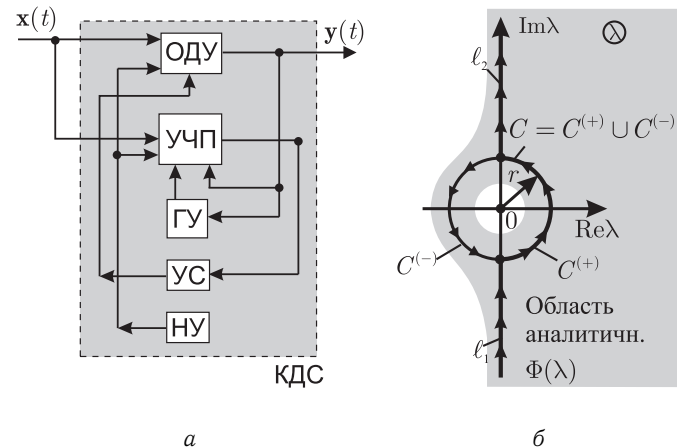 x(t)
y(t)
ОДУ
УЧП
ГУ
УС
НУ
КДС
а
Imλ
λ
ℓ₂
C = C⁽⁺⁾ ∪ C⁽⁻⁾
r
0
Reλ
C⁽⁻⁾
C⁽⁺⁾
Область
аналитичн.
ℓ₁
Φ(λ)
б